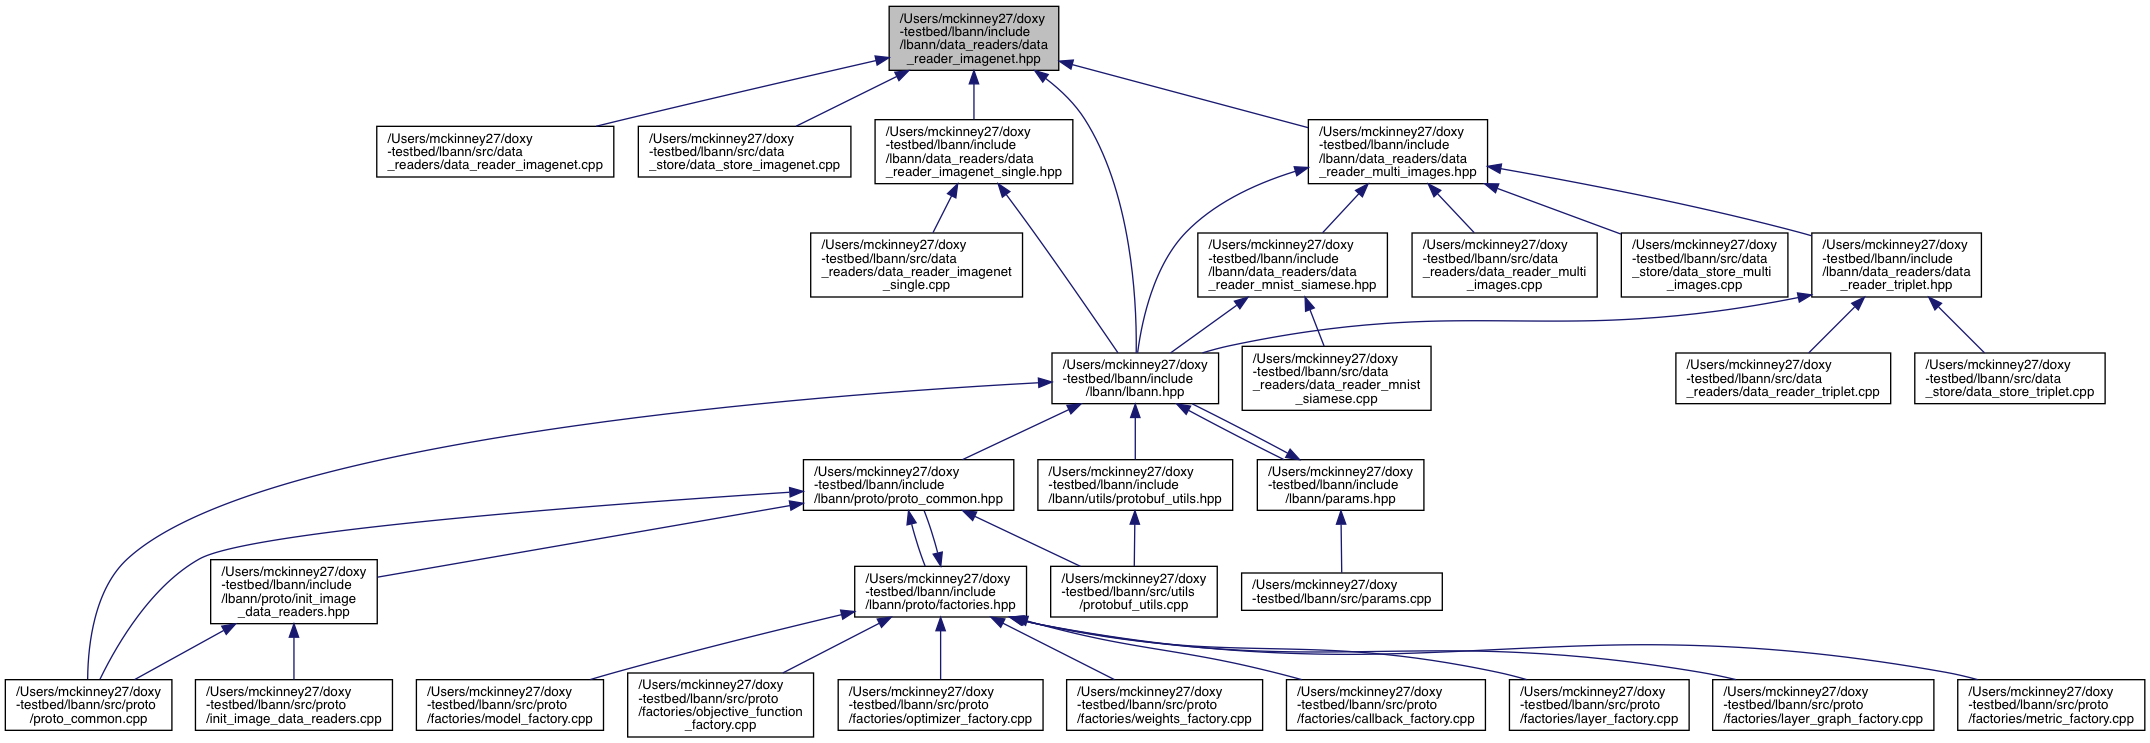 /Users/mckinney27/doxy
-testbed/lbann/include
/lbann/data_readers/data
_reader_imagenet.hpp
/Users/mckinney27/doxy
-testbed/lbann/src/data
_readers/data_reader_imagenet.cpp
/Users/mckinney27/doxy
-testbed/lbann/src/data
_store/data_store_imagenet.cpp
/Users/mckinney27/doxy
-testbed/lbann/include
/lbann/data_readers/data
_reader_imagenet_single.hpp
/Users/mckinney27/doxy
-testbed/lbann/include
/lbann/data_readers/data
_reader_multi_images.hpp
/Users/mckinney27/doxy
-testbed/lbann/src/data
_readers/data_reader_imagenet
_single.cpp
/Users/mckinney27/doxy
-testbed/lbann/include
/lbann/data_readers/data
_reader_mnist_siamese.hpp
/Users/mckinney27/doxy
-testbed/lbann/src/data
_readers/data_reader_multi
_images.cpp
/Users/mckinney27/doxy
-testbed/lbann/src/data
_store/data_store_multi
_images.cpp
/Users/mckinney27/doxy
-testbed/lbann/include
/lbann/data_readers/data
_reader_triplet.hpp
/Users/mckinney27/doxy
-testbed/lbann/include
/lbann/lbann.hpp
/Users/mckinney27/doxy
-testbed/lbann/src/data
_readers/data_reader_mnist
_siamese.cpp
/Users/mckinney27/doxy
-testbed/lbann/src/data
_readers/data_reader_triplet.cpp
/Users/mckinney27/doxy
-testbed/lbann/src/data
_store/data_store_triplet.cpp
/Users/mckinney27/doxy
-testbed/lbann/include
/lbann/proto/proto_common.hpp
/Users/mckinney27/doxy
-testbed/lbann/include
/lbann/utils/protobuf_utils.hpp
/Users/mckinney27/doxy
-testbed/lbann/include
/lbann/params.hpp
/Users/mckinney27/doxy
-testbed/lbann/include
/lbann/proto/init_image
_data_readers.hpp
/Users/mckinney27/doxy
-testbed/lbann/include
/lbann/proto/factories.hpp
/Users/mckinney27/doxy
-testbed/lbann/src/utils
/protobuf_utils.cpp
/Users/mckinney27/doxy
-testbed/lbann/src/params.cpp
/Users/mckinney27/doxy
-testbed/lbann/src/proto
/proto_common.cpp
/Users/mckinney27/doxy
-testbed/lbann/src/proto
/init_image_data_readers.cpp
/Users/mckinney27/doxy
-testbed/lbann/src/proto
/factories/model_factory.cpp
/Users/mckinney27/doxy
-testbed/lbann/src/proto
/factories/objective_function
_factory.cpp
/Users/mckinney27/doxy
-testbed/lbann/src/proto
/factories/optimizer_factory.cpp
/Users/mckinney27/doxy
-testbed/lbann/src/proto
/factories/weights_factory.cpp
/Users/mckinney27/doxy
-testbed/lbann/src/proto
/factories/callback_factory.cpp
/Users/mckinney27/doxy
-testbed/lbann/src/proto
/factories/layer_factory.cpp
/Users/mckinney27/doxy
-testbed/lbann/src/proto
/factories/layer_graph_factory.cpp
/Users/mckinney27/doxy
-testbed/lbann/src/proto
/factories/metric_factory.cpp